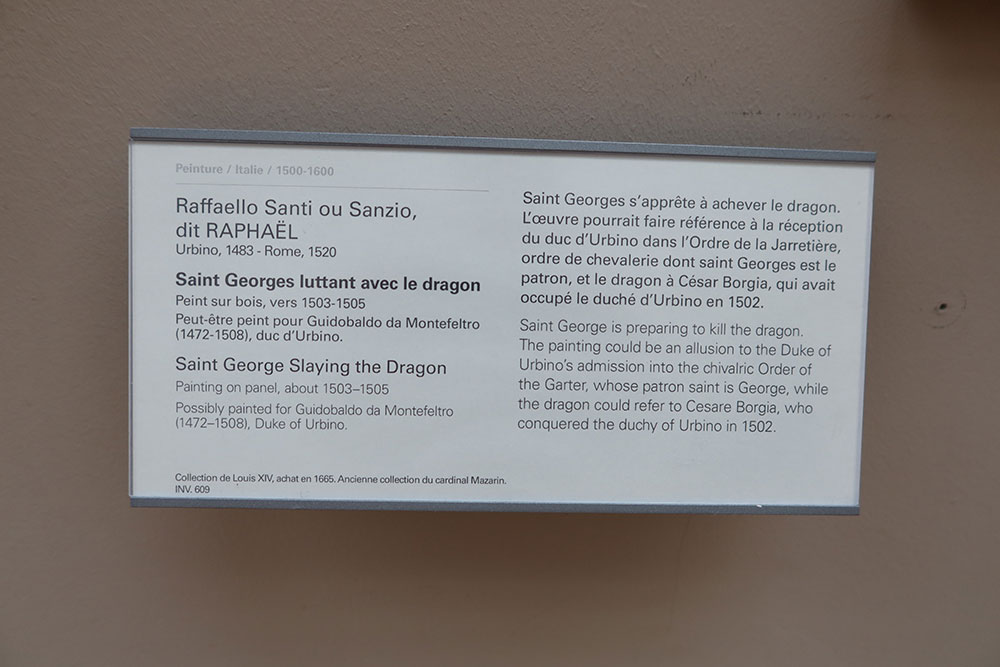 Peinture / Italie / 1500-1600
Raffaello Santi ou Sanzio,
dit RAPHAËL
Urbino, 1483 - Rome, 1520
Saint Georges luttant avec le dragon
Peint sur bois, vers 1503-1505
Peut-être peint pour Guidobaldo da Montefeltro
(1472-1508), duc d'Urbino.
Saint George Slaying the Dragon
Painting on panel, about 1503–1505
Possibly painted for Guidobaldo da Montefeltro
(1472–1508), Duke of Urbino.
Collection de Louis XIV, achat en 1665. Ancienne collection du cardinal Mazarin.
INV. 609
Saint Georges s'apprête à achever le dragon.
L'œuvre pourrait faire référence à la réception
du duc d'Urbino dans l'Ordre de la Jarretière,
ordre de chevalerie dont saint Georges est le
patron, et le dragon à César Borgia, qui avait
occupé le duché d'Urbino en 1502.
Saint George is preparing to kill the dragon.
The painting could be an allusion to the Duke of
Urbino's admission into the chivalric Order of
the Garter, whose patron saint is George, while
the dragon could refer to Cesare Borgia, who
conquered the duchy of Urbino in 1502.